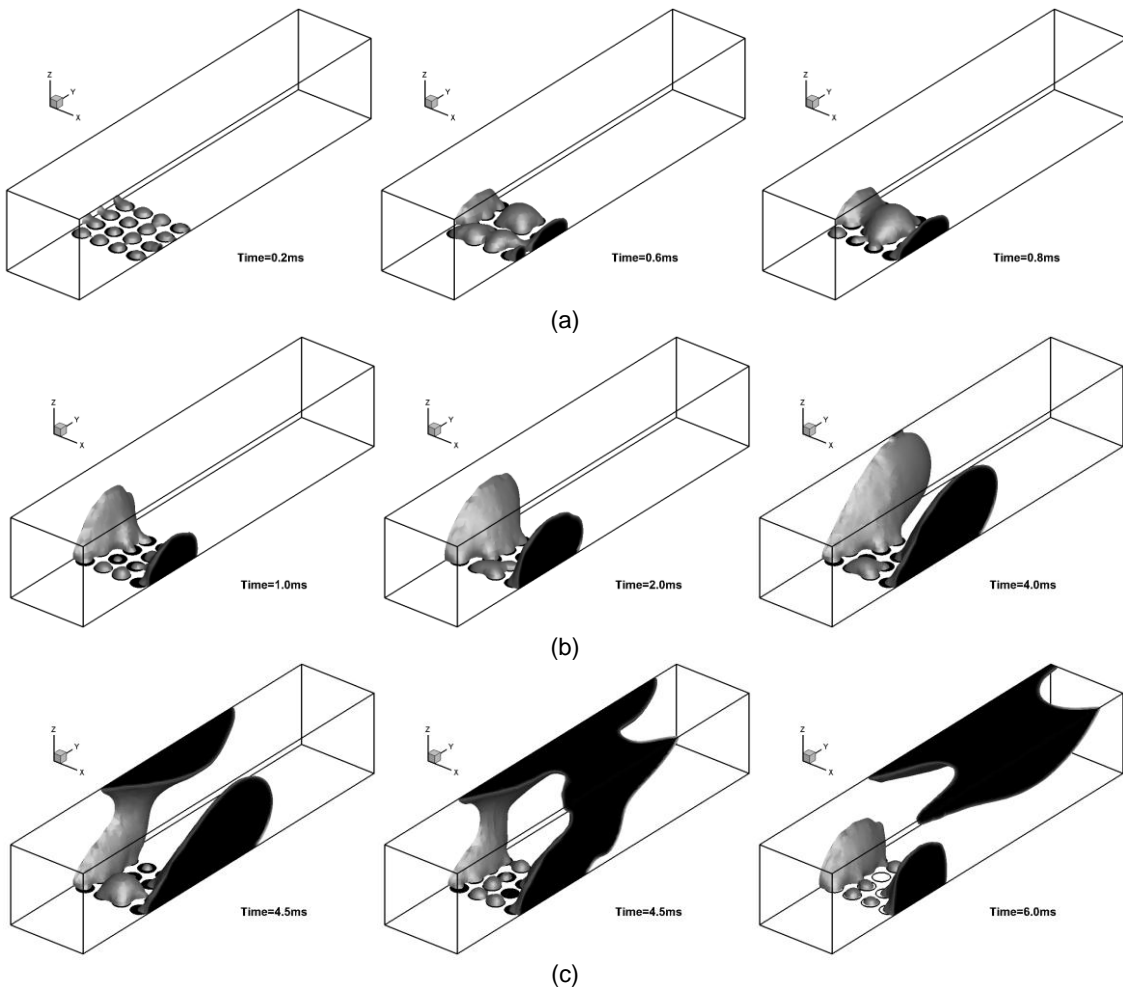 Z
Y
X
Time=0.2ms
Z
Y
X
Time=0.6ms
Z
Y
X
Time=0.8ms
(a)
Z
Y
X
Time=1.0ms
Z
Y
X
Time=2.0ms
Z
Y
X
Time=4.0ms
(b)
Z
Y
X
Time=4.5ms
Z
Y
X
Time=4.5ms
Z
Y
X
Time=6.0ms
(c)